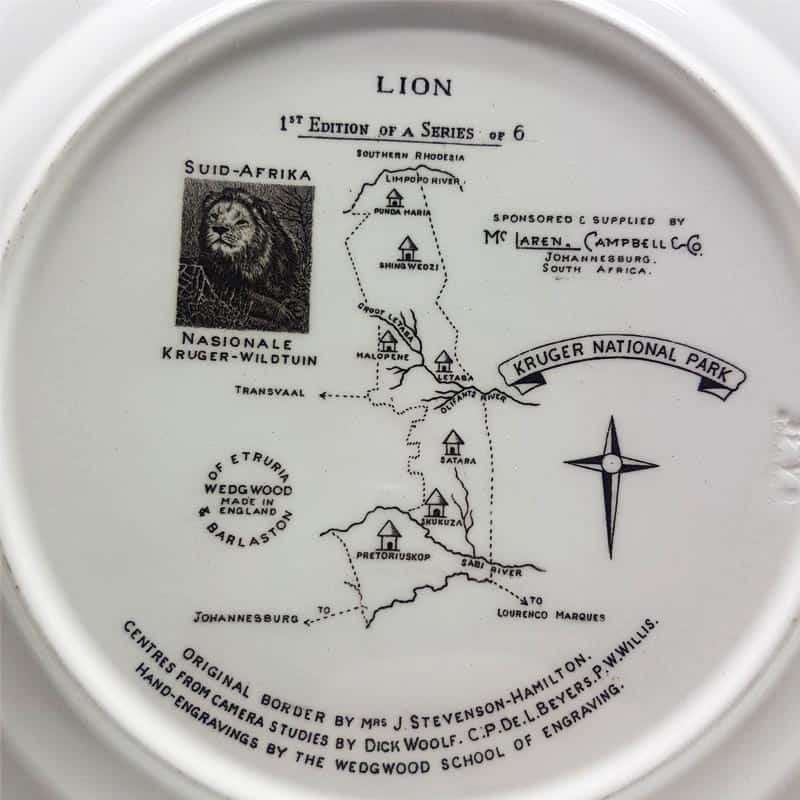 LION
1ST EDITION OF A SERIES OF 6
SUID-AFRIKA
NASIONALE
KRUGER-WILDTUIN
SOUTHERN RHODESIA
LIMPOPO RIVER
PUNDA MARIA
SHINGWEDZI
GROOT LETABA
MALOPENE
LETABA
OLIFANTS RIVER
TRANSVAAL
SATARA
SKUKUZA
PRETORIUSKOP
SABI RIVER
JOHANNESBURG TO
TO
LOURENCO MARQUES
SPONSORED & SUPPLIED BY
MC LAREN. CAMPBELL & CO.
JOHANNESBURG.
SOUTH AFRICA.
KRUGER NATIONAL PARK
OF ETRURIA
WEDGWOOD
MADE IN
ENGLAND
& BARLASTON
ORIGINAL BORDER BY MRS J. STEVENSON-HAMILTON.
CENTRES FROM CAMERA STUDIES BY DICK WOOLF. C.P.DE.L.BEYERS. P.W.WILLIS.
HAND-ENGRAVINGS BY THE WEDGWOOD SCHOOL OF ENGRAVING.